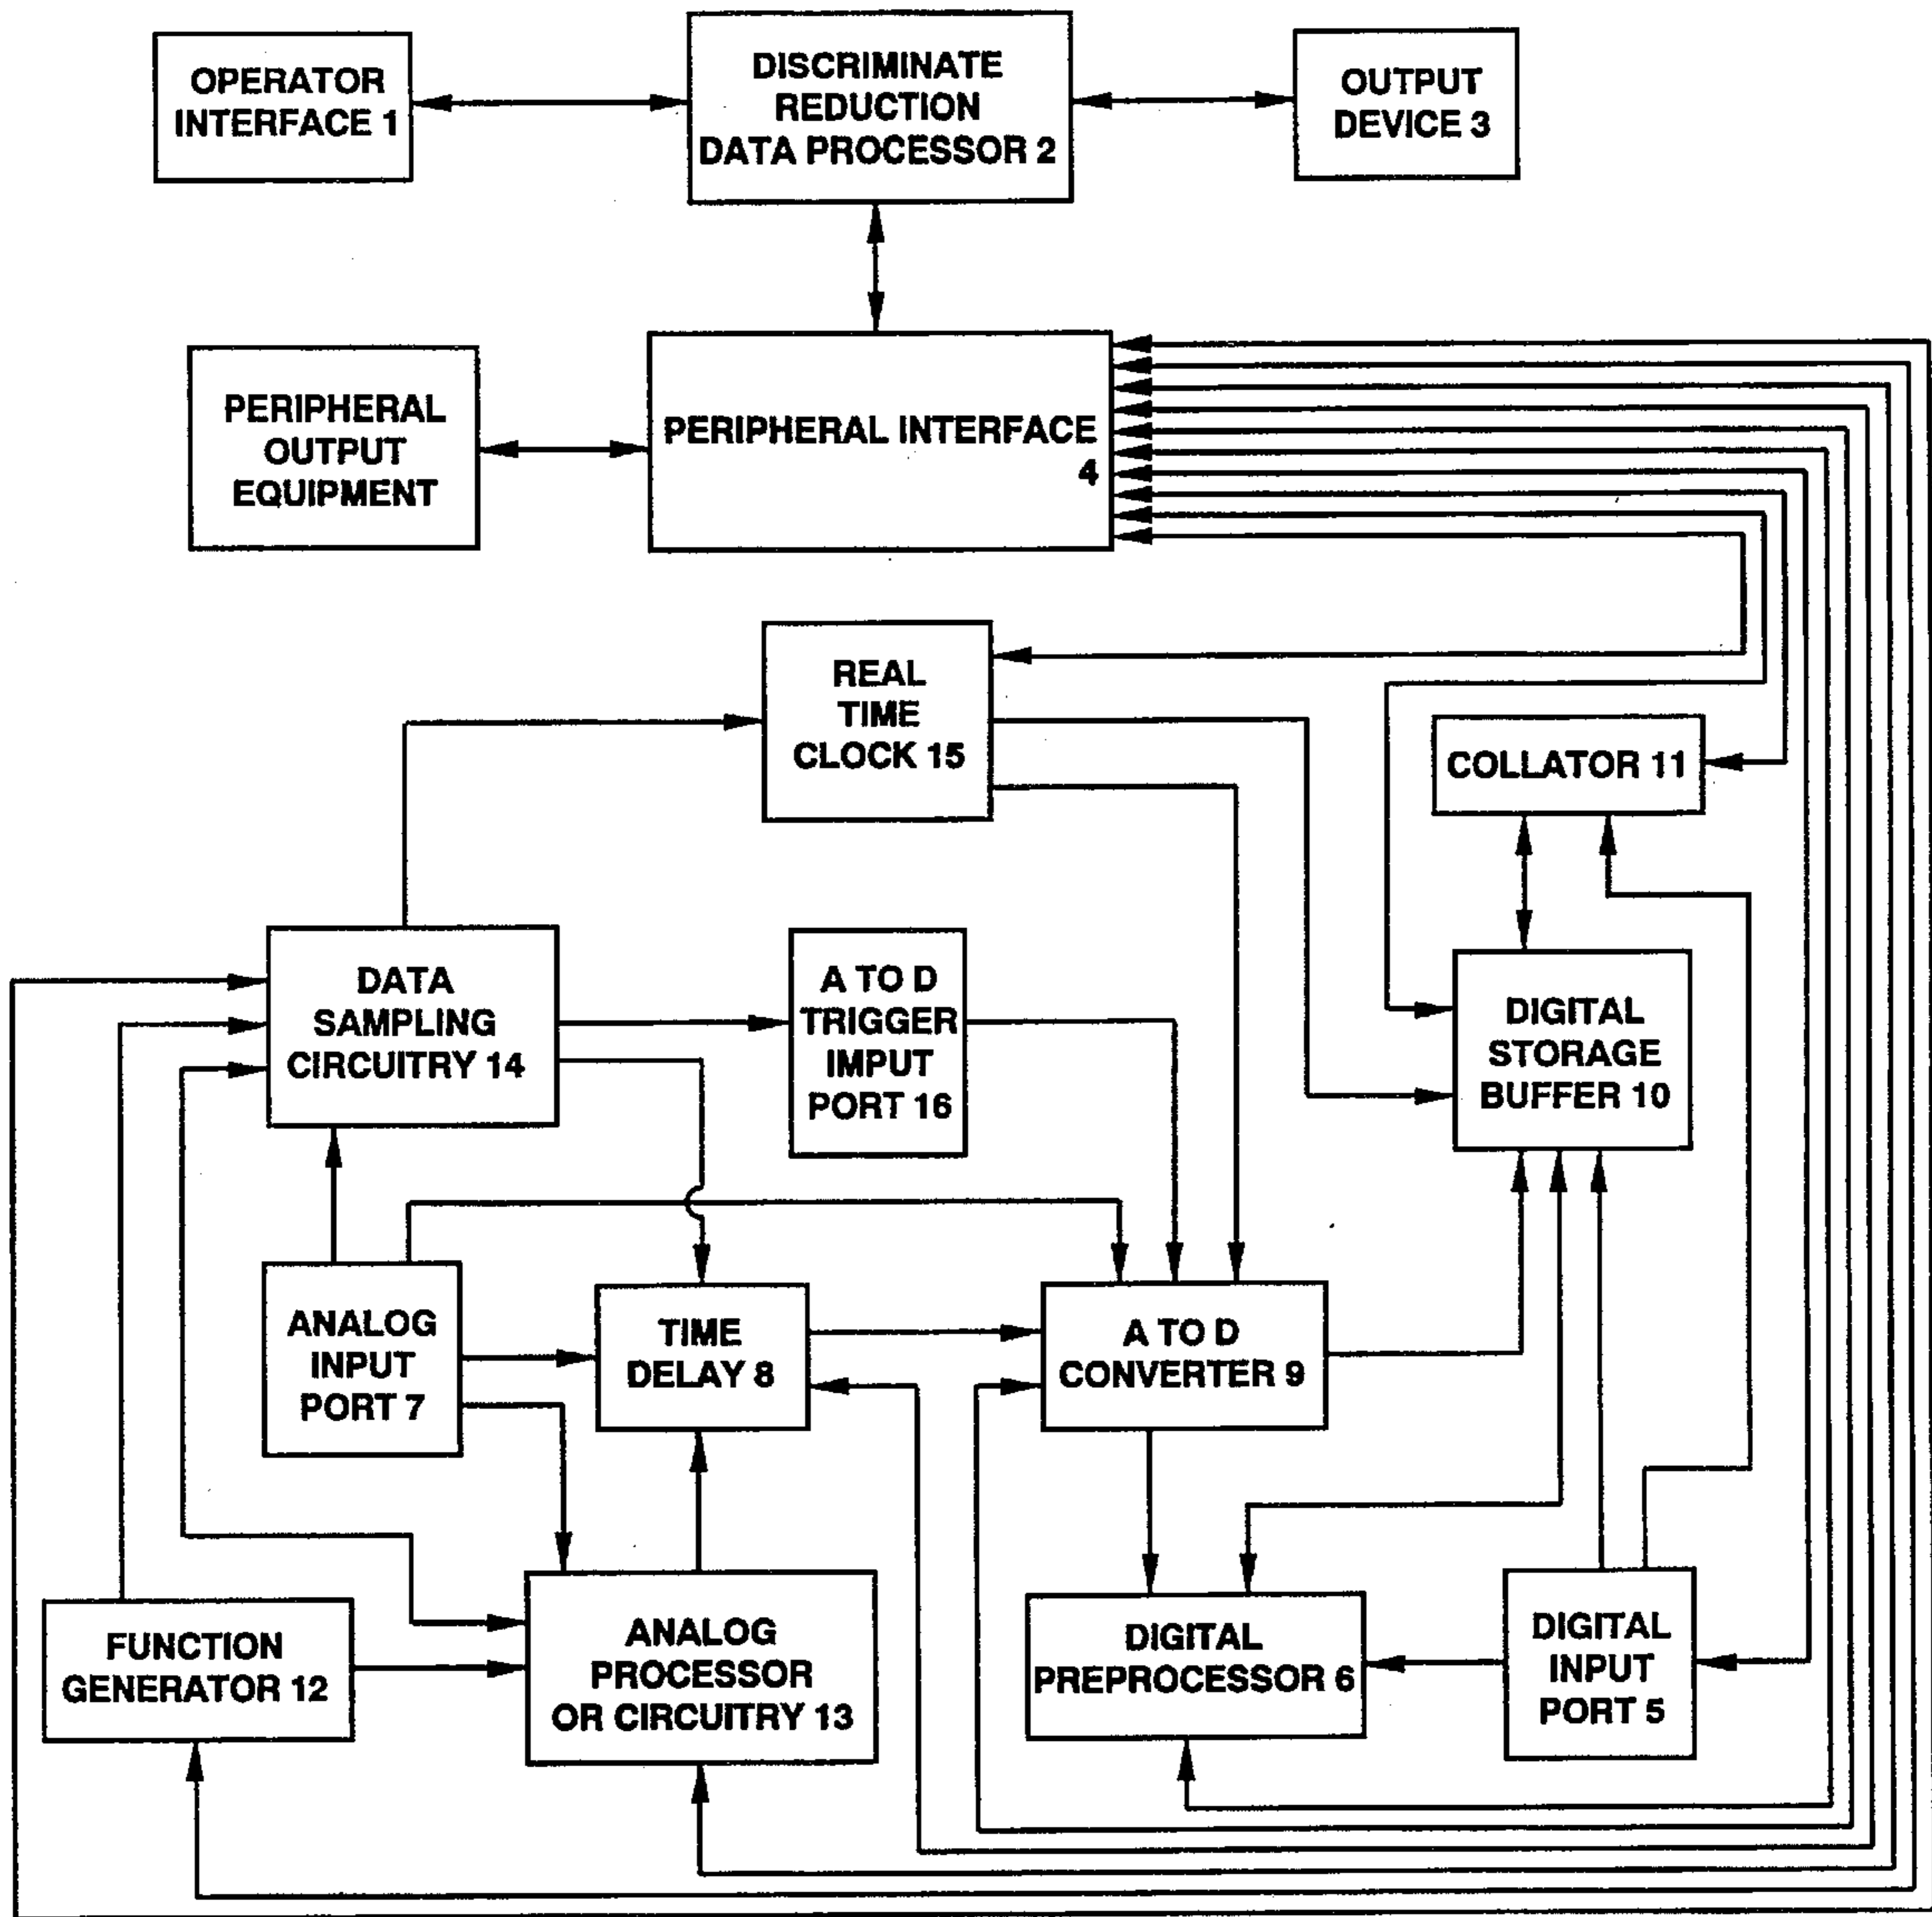 OPERATOR
INTERFACE 1
DISCRIMINATE
REDUCTION
DATA PROCESSOR 2
OUTPUT
DEVICE 3
PERIPHERAL
OUTPUT
EQUIPMENT
PERIPHERAL INTERFACE
4
REAL
TIME
CLOCK 15
COLLATOR 11
DATA
SAMPLING
CIRCUITRY 14
A TO D
TRIGGER
IMPUT
PORT 16
DIGITAL
STORAGE
BUFFER 10
ANALOG
INPUT
PORT 7
TIME
DELAY 8
A TO D
CONVERTER 9
FUNCTION
GENERATOR 12
ANALOG
PROCESSOR
OR CIRCUITRY 13
DIGITAL
PREPROCESSOR 6
DIGITAL
INPUT
PORT 5